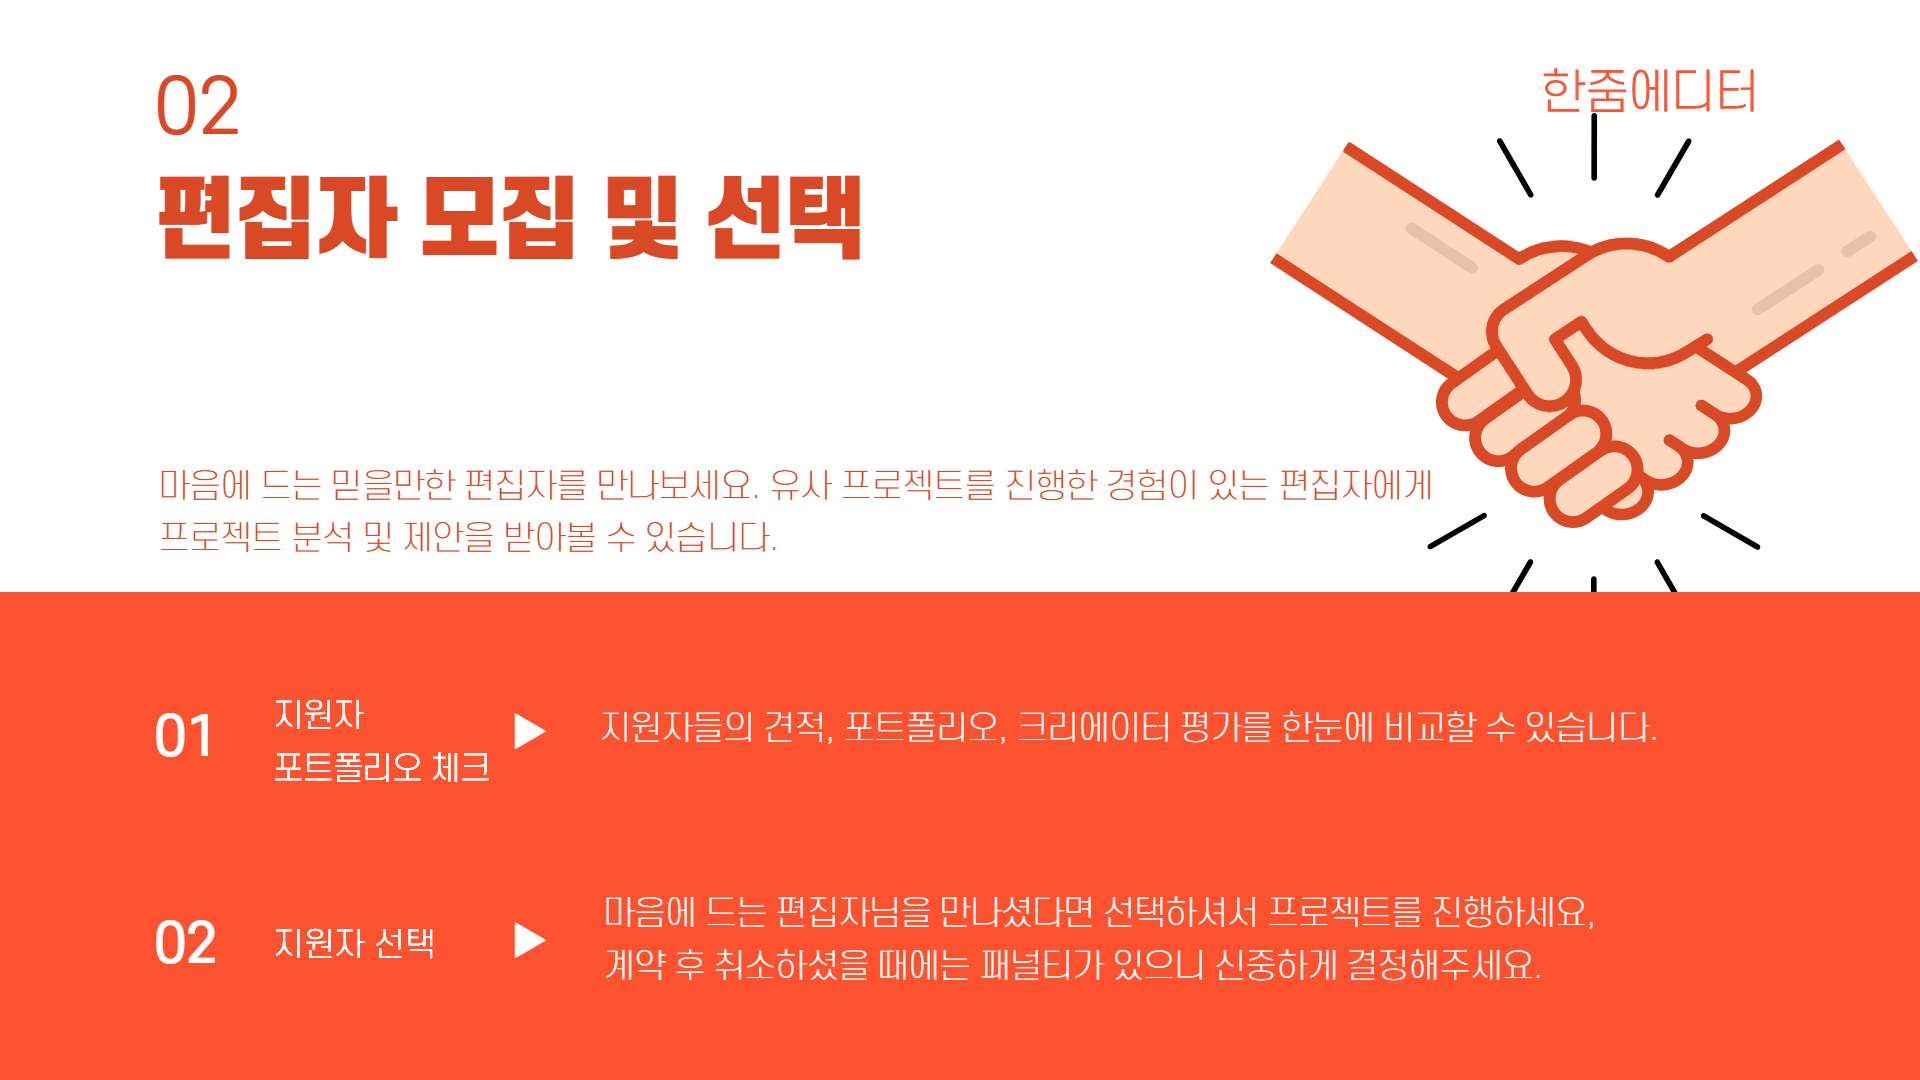 02
한줌에디터
편집자 모집 및 선택
마음에 드는 믿을만한 편집자를 만나보세요. 유사 프로젝트를 진행한 경험이 있는 편집자에게
프로젝트 분석 및 제안을 받아볼 수 있습니다.
01
지원자
포트폴리오 체크
지원자들의 견적, 포트폴리오, 크리에이터 평가를 한눈에 비교할 수 있습니다.
02
지원자 선택
마음에 드는 편집자님을 만나셨다면 선택하셔서 프로젝트를 진행하세요,
계약 후 취소하셨을 때에는 패널티가 있으니 신중하게 결정해주세요.